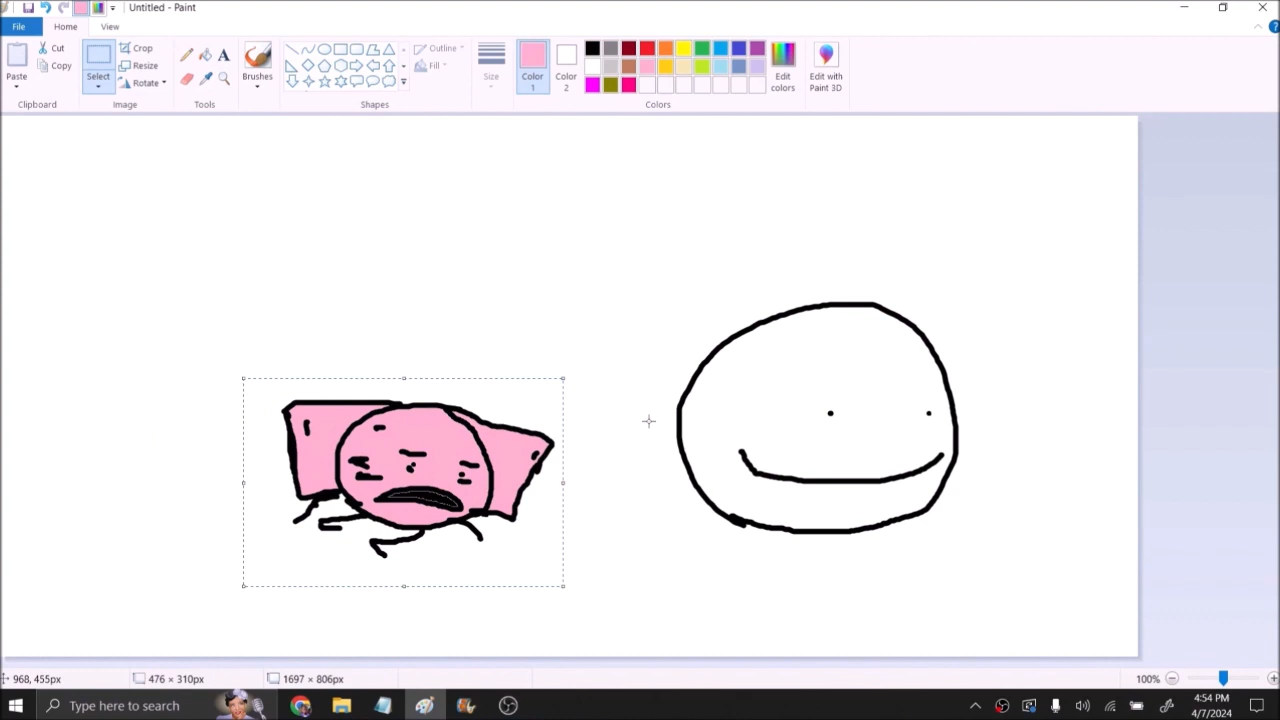 Untitled - Paint
File
Home
View
Paste
Cut
Copy
Clipboard
Select
Crop
Resize
Rotate
Image
A
Tools
Brushes
Outline
Fill
Shapes
Size
Color
1
Color
2
Edit
colors
Colors
Edit with
Paint 3D
968, 455px
476 × 310px
1697 × 806px
100%
Type here to search
4:54 PM
4/7/2024